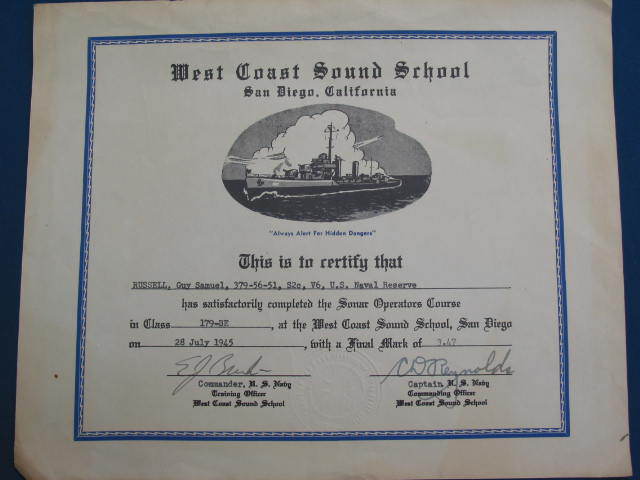 West Coast Sound School
San Diego, California
"Always Alert For Hidden Dangers"
This is to certify that
RUSSELL, Guy Samuel, 379-56-51, S2c, V6, U.S. Naval Reserve
has satisfactorily completed the Sonar Operators Course
in Class 179-SE, at the West Coast Sound School, San Diego
on 28 July 1945, with a Final Mark of 3.47
C D Reynolds
Commander, U. S. Navy
Training Officer
West Coast Sound School
Captain U. S. Navy
Commanding Officer
West Coast Sound School